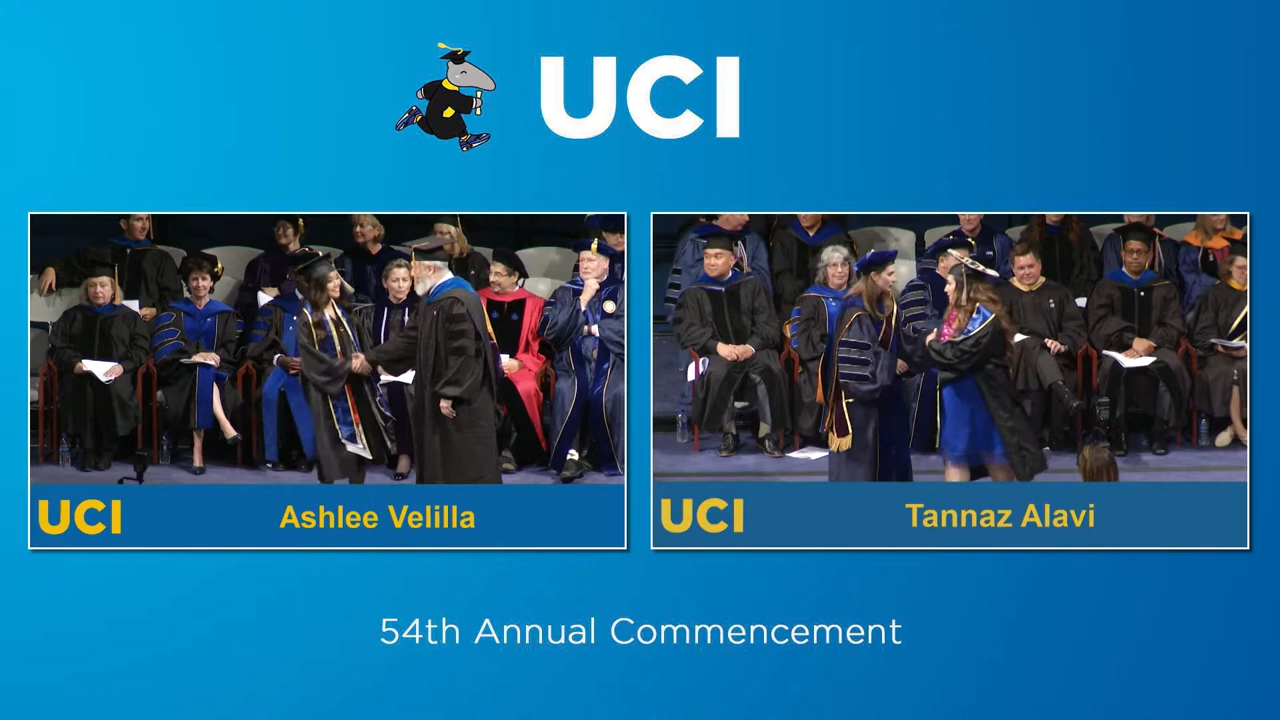 UCI
UCI
Ashlee Velilla
UCI
Tannaz Alavi
54th Annual Commencement